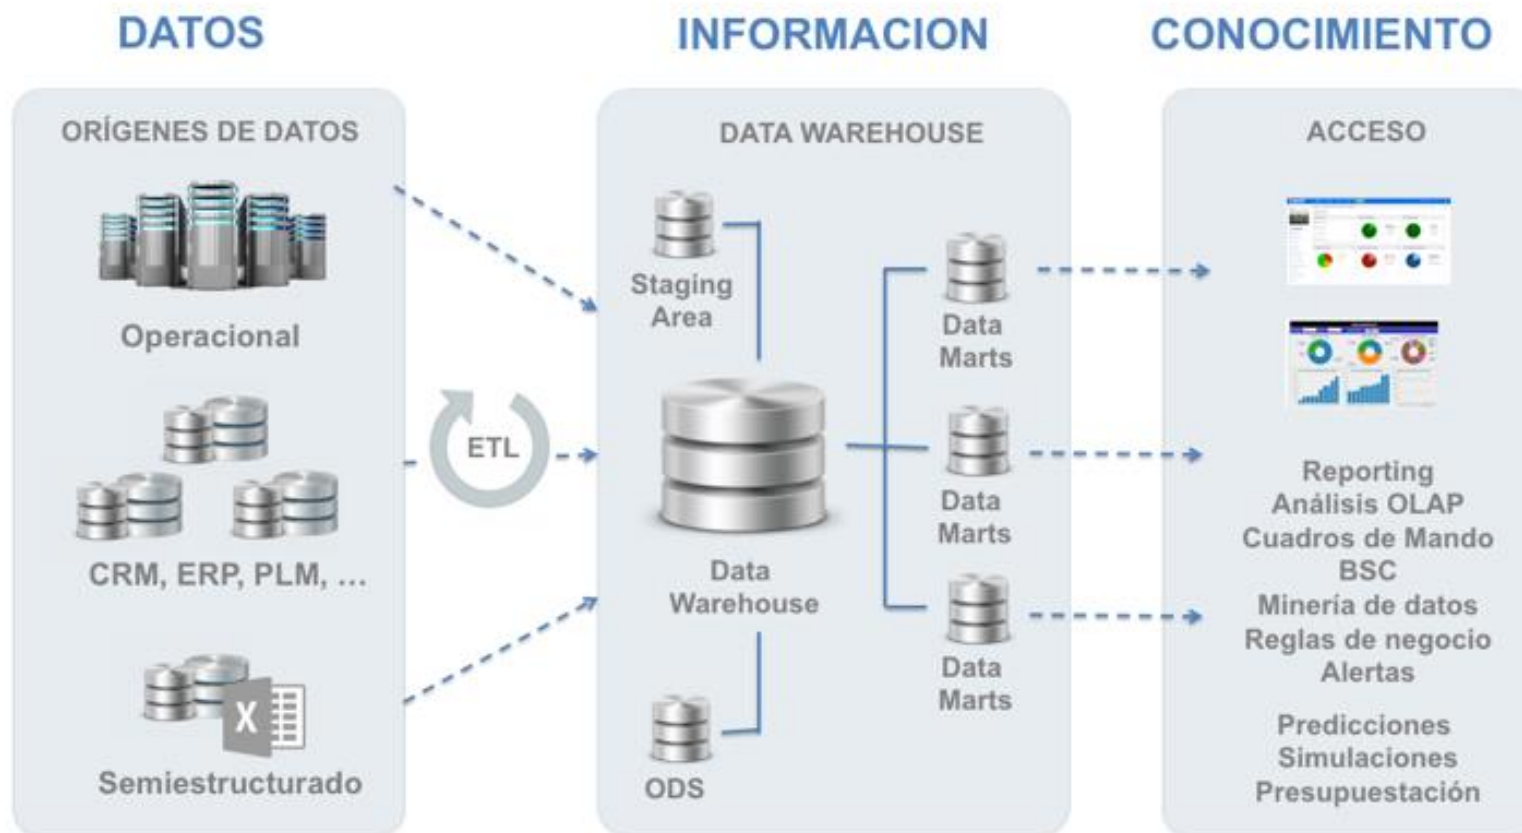 DATOS
INFORMACION
CONOCIMIENTO
ORÍGENES DE DATOS
Operacional
CRM, ERP, PLM, ...
Semiestructurado
X
ETL
DATA WAREHOUSE
Staging
Area
Data
Warehouse
ODS
Data
Marts
Data
Marts
Data
Marts
ACCESO
Reporting
Análisis OLAP
Cuadros de Mando
BSC
Minería de datos
Reglas de negocio
Alertas
Predicciones
Simulaciones
Presupuestación